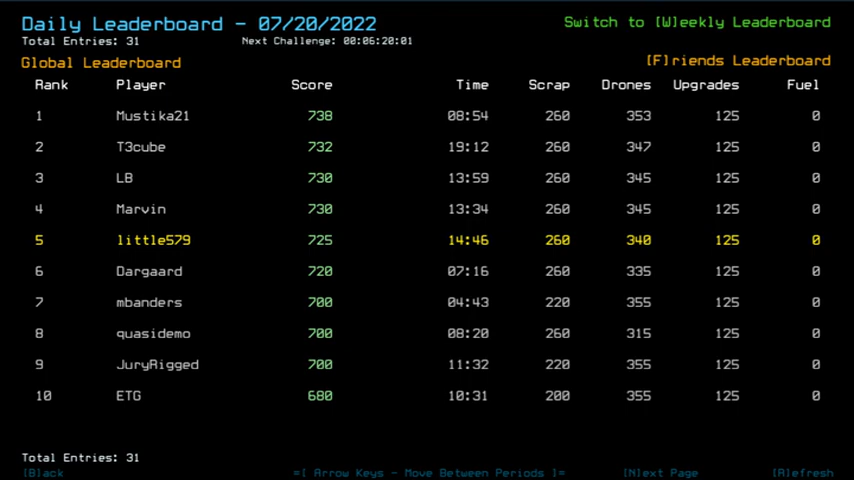 Daily Leaderboard - 07/20/2022 Switch to [W]eekly Leaderboard
Total Entries: 31 Next Challenge: 00:06:20:01
Global Leaderboard [F]riends Leaderboard
Rank Player Score Time Scrap Drones Upgrades Fuel
1 Mustika21 738 08:54 260 353 125 0
2 T3cube 732 19:12 260 347 125 0
3 LB 730 13:59 260 345 125 0
4 Marvin 730 13:34 260 345 125 0
5 little579 725 14:46 260 340 125 0
6 Dargaard 720 07:16 260 335 125 0
7 mbanders 700 04:43 220 355 125 0
8 quasidemo 700 08:20 260 315 125 0
9 JuryRigged 700 11:32 220 355 125 0
10 ETG 680 10:31 200 355 125 0
Total Entries: 31
[B]ack =[ Arrow Keys - Move Between Periods ]= [N]ext Page [R]efresh